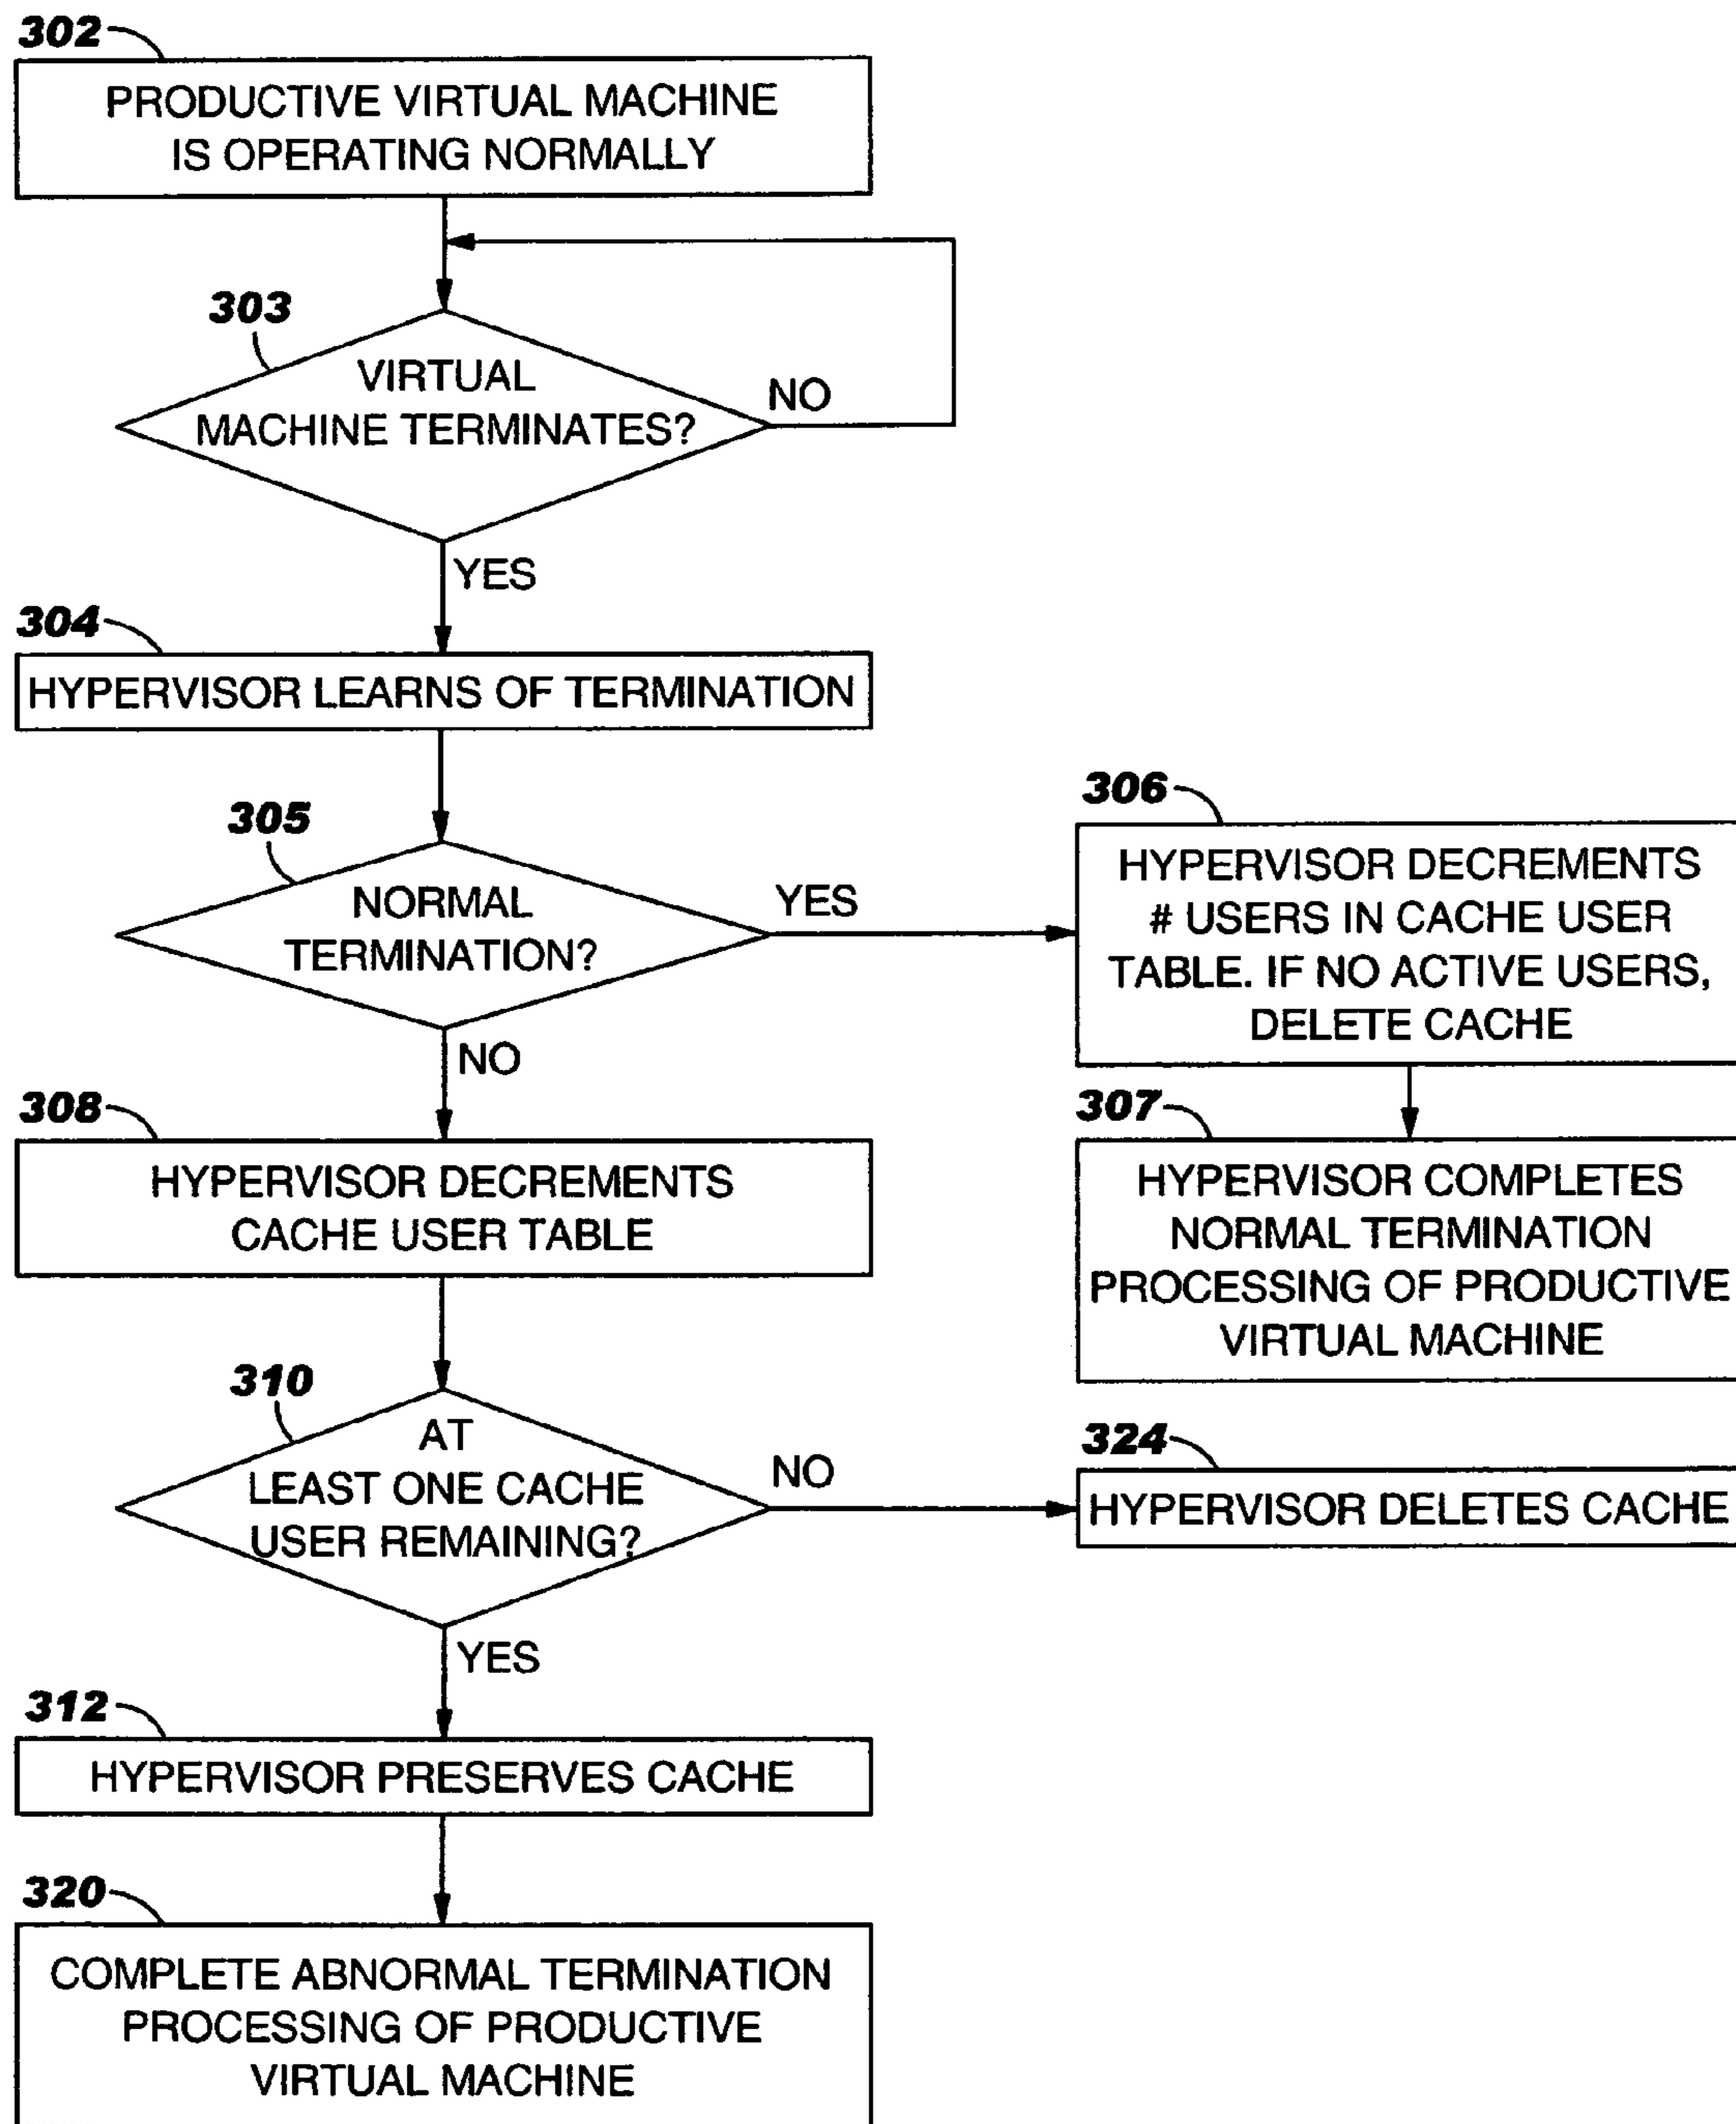 302
PRODUCTIVE VIRTUAL MACHINE
IS OPERATING NORMALLY
303
VIRTUAL
MACHINE TERMINATES?
NO
YES
304
HYPERVISOR LEARNS OF TERMINATION
305
NORMAL
TERMINATION?
YES
NO
306
HYPERVISOR DECREMENTS
# USERS IN CACHE USER
TABLE. IF NO ACTIVE USERS,
DELETE CACHE
307
HYPERVISOR COMPLETES
NORMAL TERMINATION
PROCESSING OF PRODUCTIVE
VIRTUAL MACHINE
308
HYPERVISOR DECREMENTS
CACHE USER TABLE
310
AT
LEAST ONE CACHE
USER REMAINING?
NO
YES
324
HYPERVISOR DELETES CACHE
312
HYPERVISOR PRESERVES CACHE
320
COMPLETE ABNORMAL TERMINATION
PROCESSING OF PRODUCTIVE
VIRTUAL MACHINE